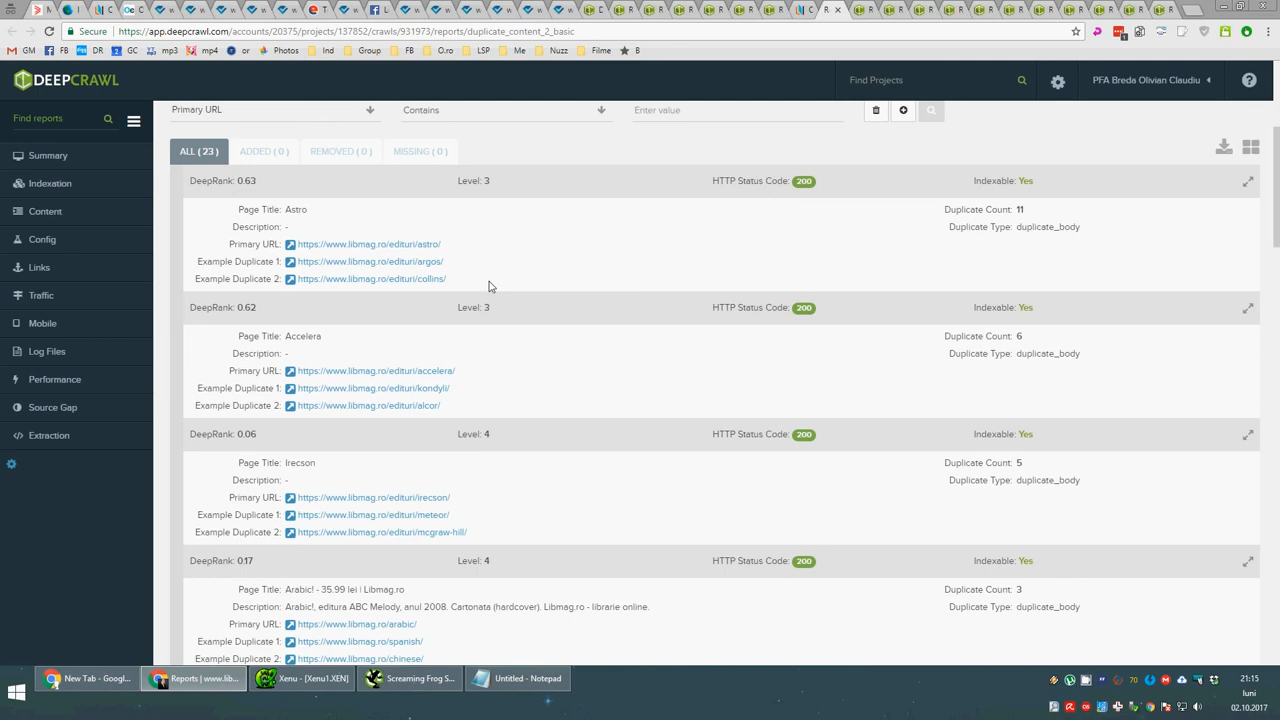 Secure | https://app.deepcrawl.com/accounts/20375/projects/137852/crawls/931973/reports/duplicate_content_2_basic
GM FB DR GC mp3 mp4 or Photos Ind Group FB O.ro LSP Me Nuzz Filme B
DEEPCRAWL Find Projects PFA Breda Olivian Claudiu
Find reports
Summary
Indexation
Content
Config
Links
Traffic
Mobile
Log Files
Performance
Source Gap
Extraction
Primary URL Contains Enter value
ALL ( 23 ) ADDED ( 0 ) REMOVED ( 0 ) MISSING ( 0 )
DeepRank: 0.63 Level: 3 HTTP Status Code: 200 Indexable: Yes
Page Title: Astro Duplicate Count: 11
Description: - Duplicate Type: duplicate_body
Primary URL: https://www.libmag.ro/edituri/astro/
Example Duplicate 1: https://www.libmag.ro/edituri/argos/
Example Duplicate 2: https://www.libmag.ro/edituri/collins/
DeepRank: 0.62 Level: 3 HTTP Status Code: 200 Indexable: Yes
Page Title: Accelera Duplicate Count: 6
Description: - Duplicate Type: duplicate_body
Primary URL: https://www.libmag.ro/edituri/accelera/
Example Duplicate 1: https://www.libmag.ro/edituri/kondyli/
Example Duplicate 2: https://www.libmag.ro/edituri/alcor/
DeepRank: 0.06 Level: 4 HTTP Status Code: 200 Indexable: Yes
Page Title: Irecson Duplicate Count: 5
Description: - Duplicate Type: duplicate_body
Primary URL: https://www.libmag.ro/edituri/irecson/
Example Duplicate 1: https://www.libmag.ro/edituri/meteor/
Example Duplicate 2: https://www.libmag.ro/edituri/mcgraw-hill/
DeepRank: 0.17 Level: 4 HTTP Status Code: 200 Indexable: Yes
Page Title: Arabic! - 35.99 lei | Libmag.ro Duplicate Count: 3
Description: Arabic!, editura ABC Melody, anul 2008. Cartonata (hardcover). Libmag.ro - librarie online. Duplicate Type: duplicate_body
Primary URL: https://www.libmag.ro/arabic/
Example Duplicate 1: https://www.libmag.ro/spanish/
Example Duplicate 2: https://www.libmag.ro/chinese/
New Tab - Googl... Reports | www.lib... Xenu - [Xenu1.XEN] Screaming Frog S... Untitled - Notepad
21:15
luni
02.10.2017